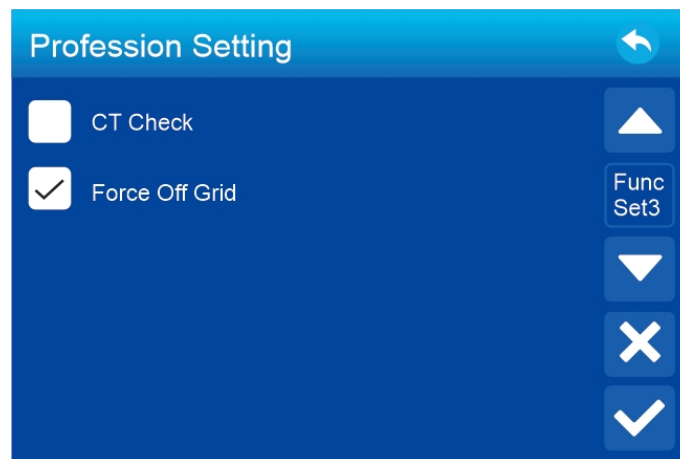 Profession Setting
CT Check
Force Off Grid
Func
Set3